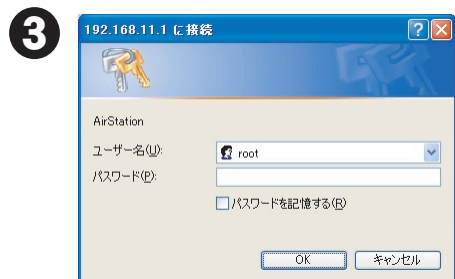 3
192.168.11.1 に接続
AirStation
ユーザー名(U):
root
パスワード(P):
パスワードを記憶する(R)
OK
キャンセル